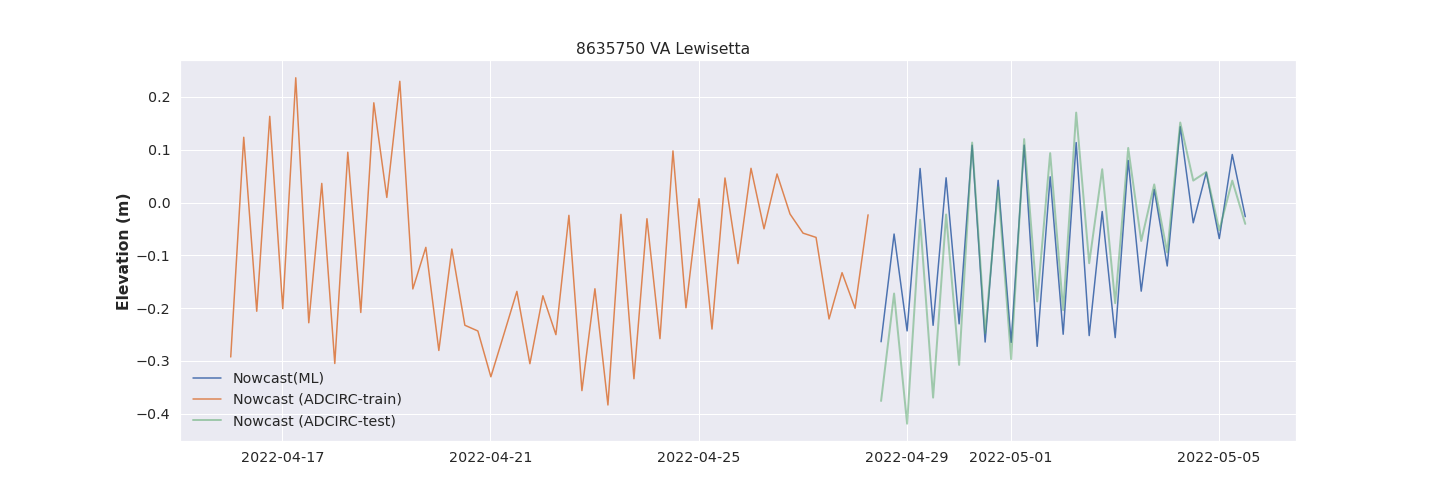 8635750 VA Lewisetta
Elevation (m)
0.2
0.1
0.0
−0.1
−0.2
−0.3
−0.4
Nowcast(ML)
Nowcast (ADCIRC-train)
Nowcast (ADCIRC-test)
2022-04-17 2022-04-21 2022-04-25 2022-04-29 2022-05-01 2022-05-05